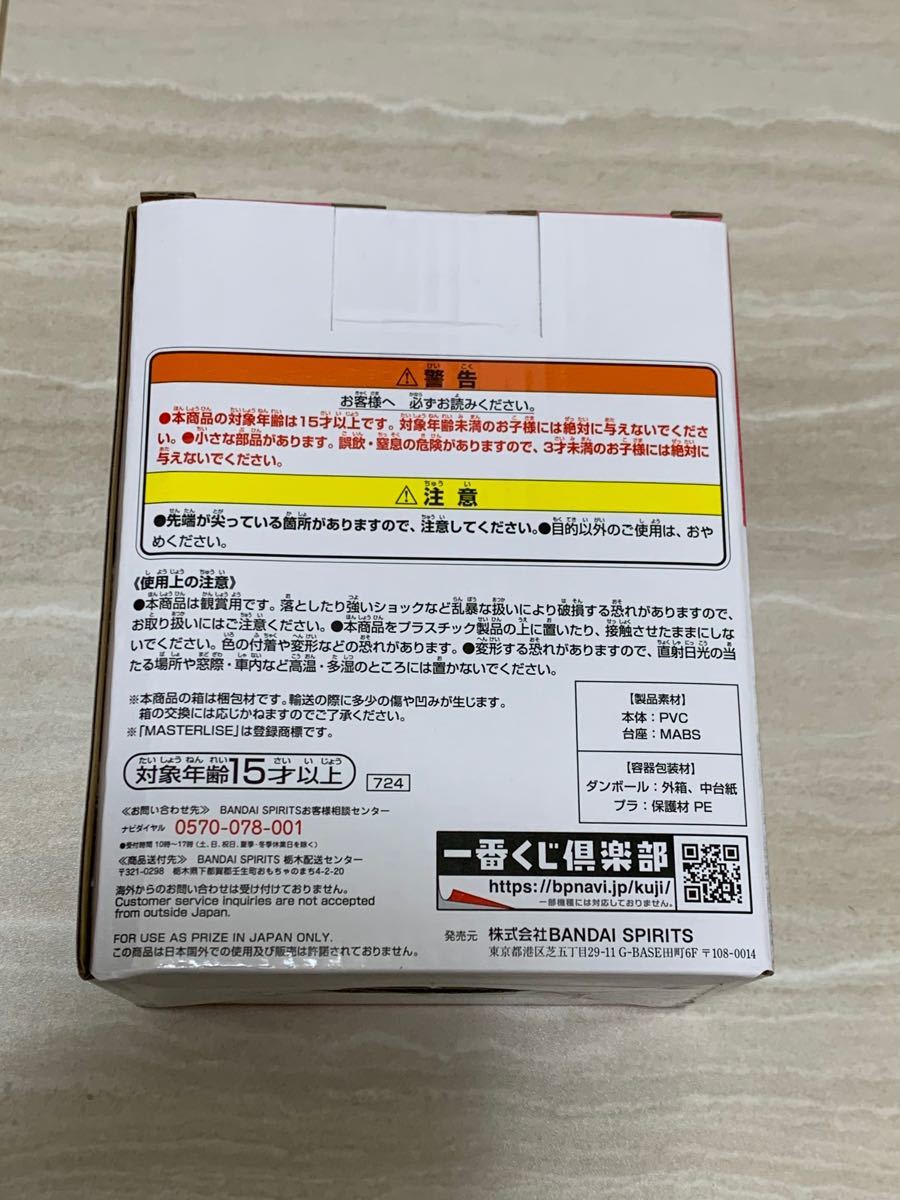 ⚠警告
お客様へ 必ずお読みください。
●本商品の対象年齢は15才以上です。対象年齢未満のお子様には絶対に与えないでくださ
い。●小さな部品があります。誤飲・窒息の危険がありますので、3才未満のお子様には絶対に
与えないでください。
⚠注意
●先端が尖っている箇所がありますので、注意してください。●目的以外のご使用は、おや
めください。
《使用上の注意》
●本商品は観賞用です。落としたり強いショックなど乱暴な扱いにより破損する恐れがありますので、
お取り扱いにはご注意ください。●本商品をプラスチック製品の上に置いたり、接触させたままにしな
いでください。色の付着や変形などの恐れがあります。●変形する恐れがありますので、直射日光の当
たる場所や窓際・車内など高温・多湿のところには置かないでください。
※本商品の箱は梱包材です。輸送の際に多少の傷や凹みが生じます。
箱の交換には応じかねますのでご了承ください。
※「MASTERLISE」は登録商標です。
対象年齢15才以上
724
【製品素材】
本体:PVC
台座:MABS
【容器包装材】
ダンボール:外箱、中台紙
プラ:保護材 PE
≪お問い合わせ先≫ BANDAI SPIRITSお客様相談センター
ナビダイヤル 0570-078-001
●受付時間 10時〜17時(土、日、祝日、夏季・冬季休業日を除く)
≪商品送付先≫ BANDAI SPIRITS 栃木配送センター
〒321-0298 栃木県下都賀郡壬生町おもちゃのまち4-2-20
海外からのお問い合わせは受け付けておりません。
Customer service inquiries are not accepted
from outside Japan.
FOR USE AS PRIZE IN JAPAN ONLY.
この商品は日本国外での使用及び販売は許諾されておりません。
一番くじ倶楽部
https://bpnavi.jp/kuji/
一部機種には対応しておりません。
発売元 株式会社BANDAI SPIRITS
東京都港区芝五丁目29-11 G-BASE田町6F 〒108-0014